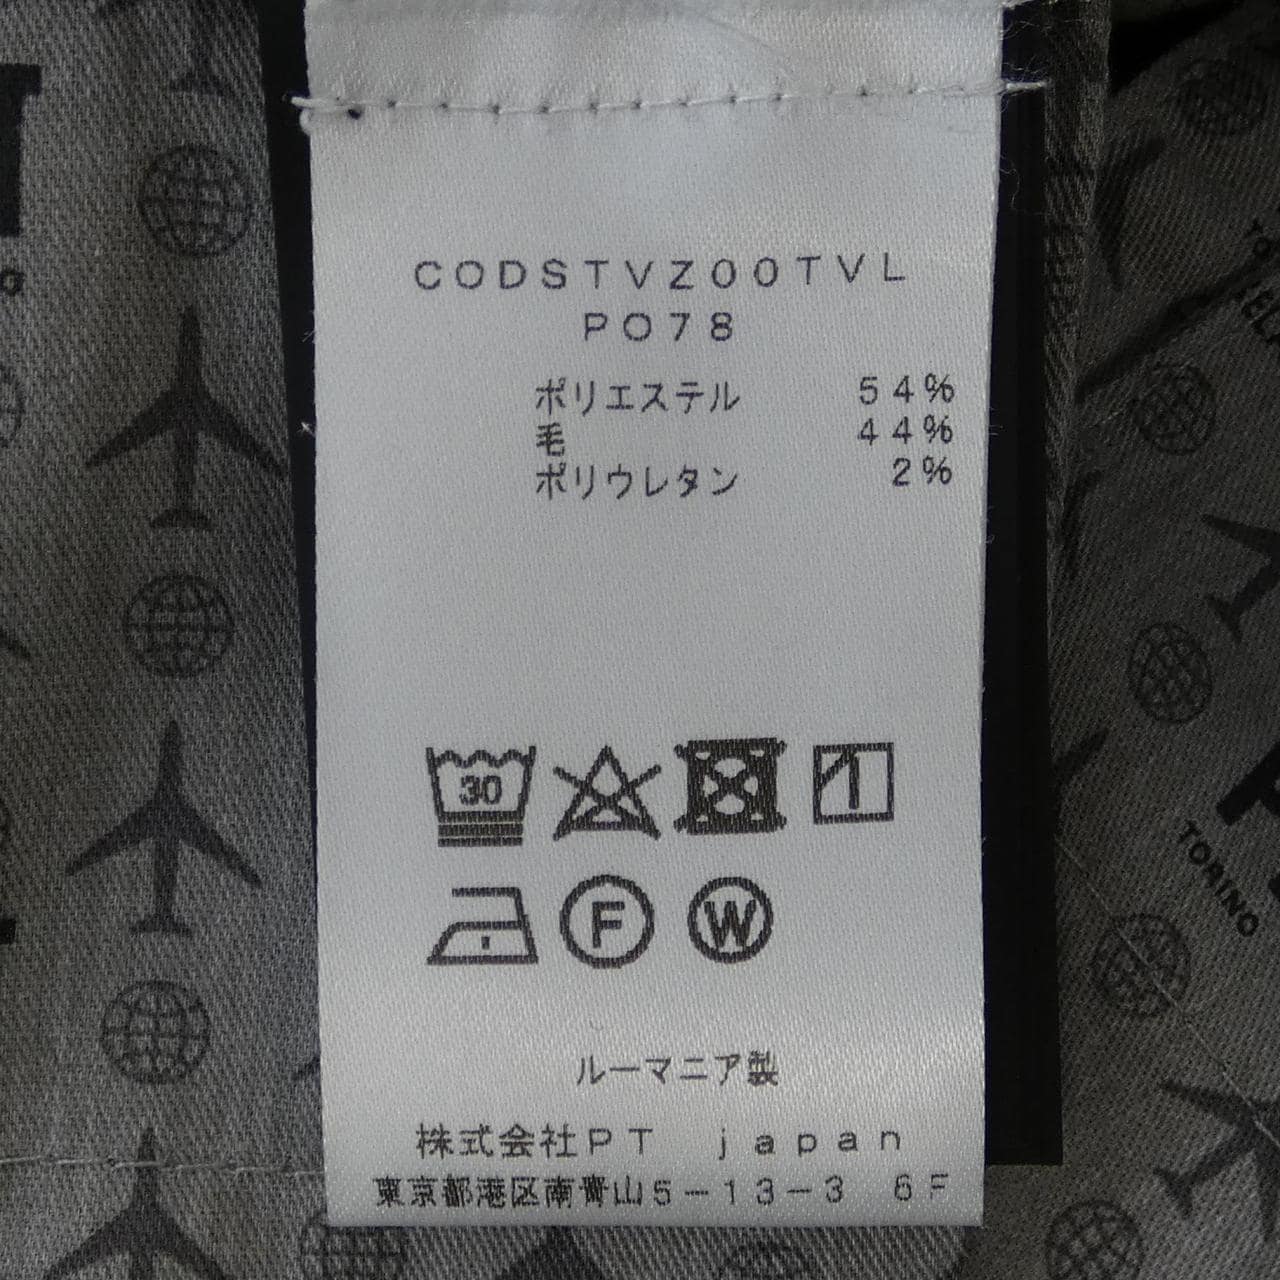 CODSTVZ00TVL
PO78
ポリエステル 54%
毛 44%
ポリウレタン 2%
30
F W
ルーマニア製
株式会社PT japan
東京都港区南青山5-13-3 6F
TORINO